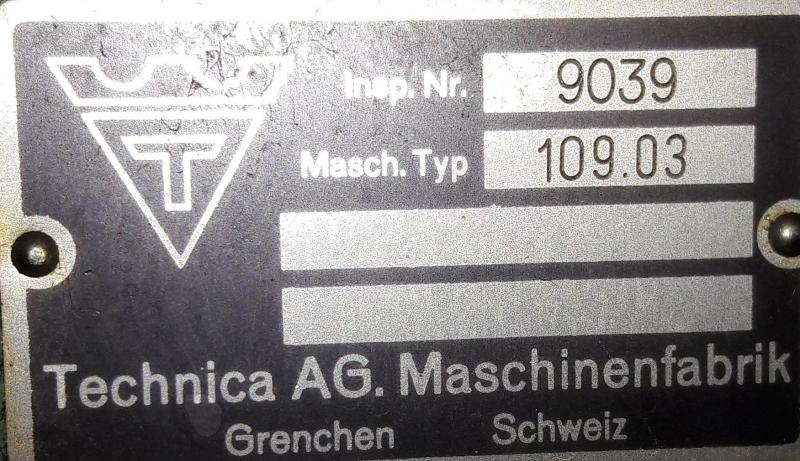 Insp. Nr. 9039
Masch. Typ 109.03
T
Technica AG. Maschinenfabrik
Grenchen Schweiz